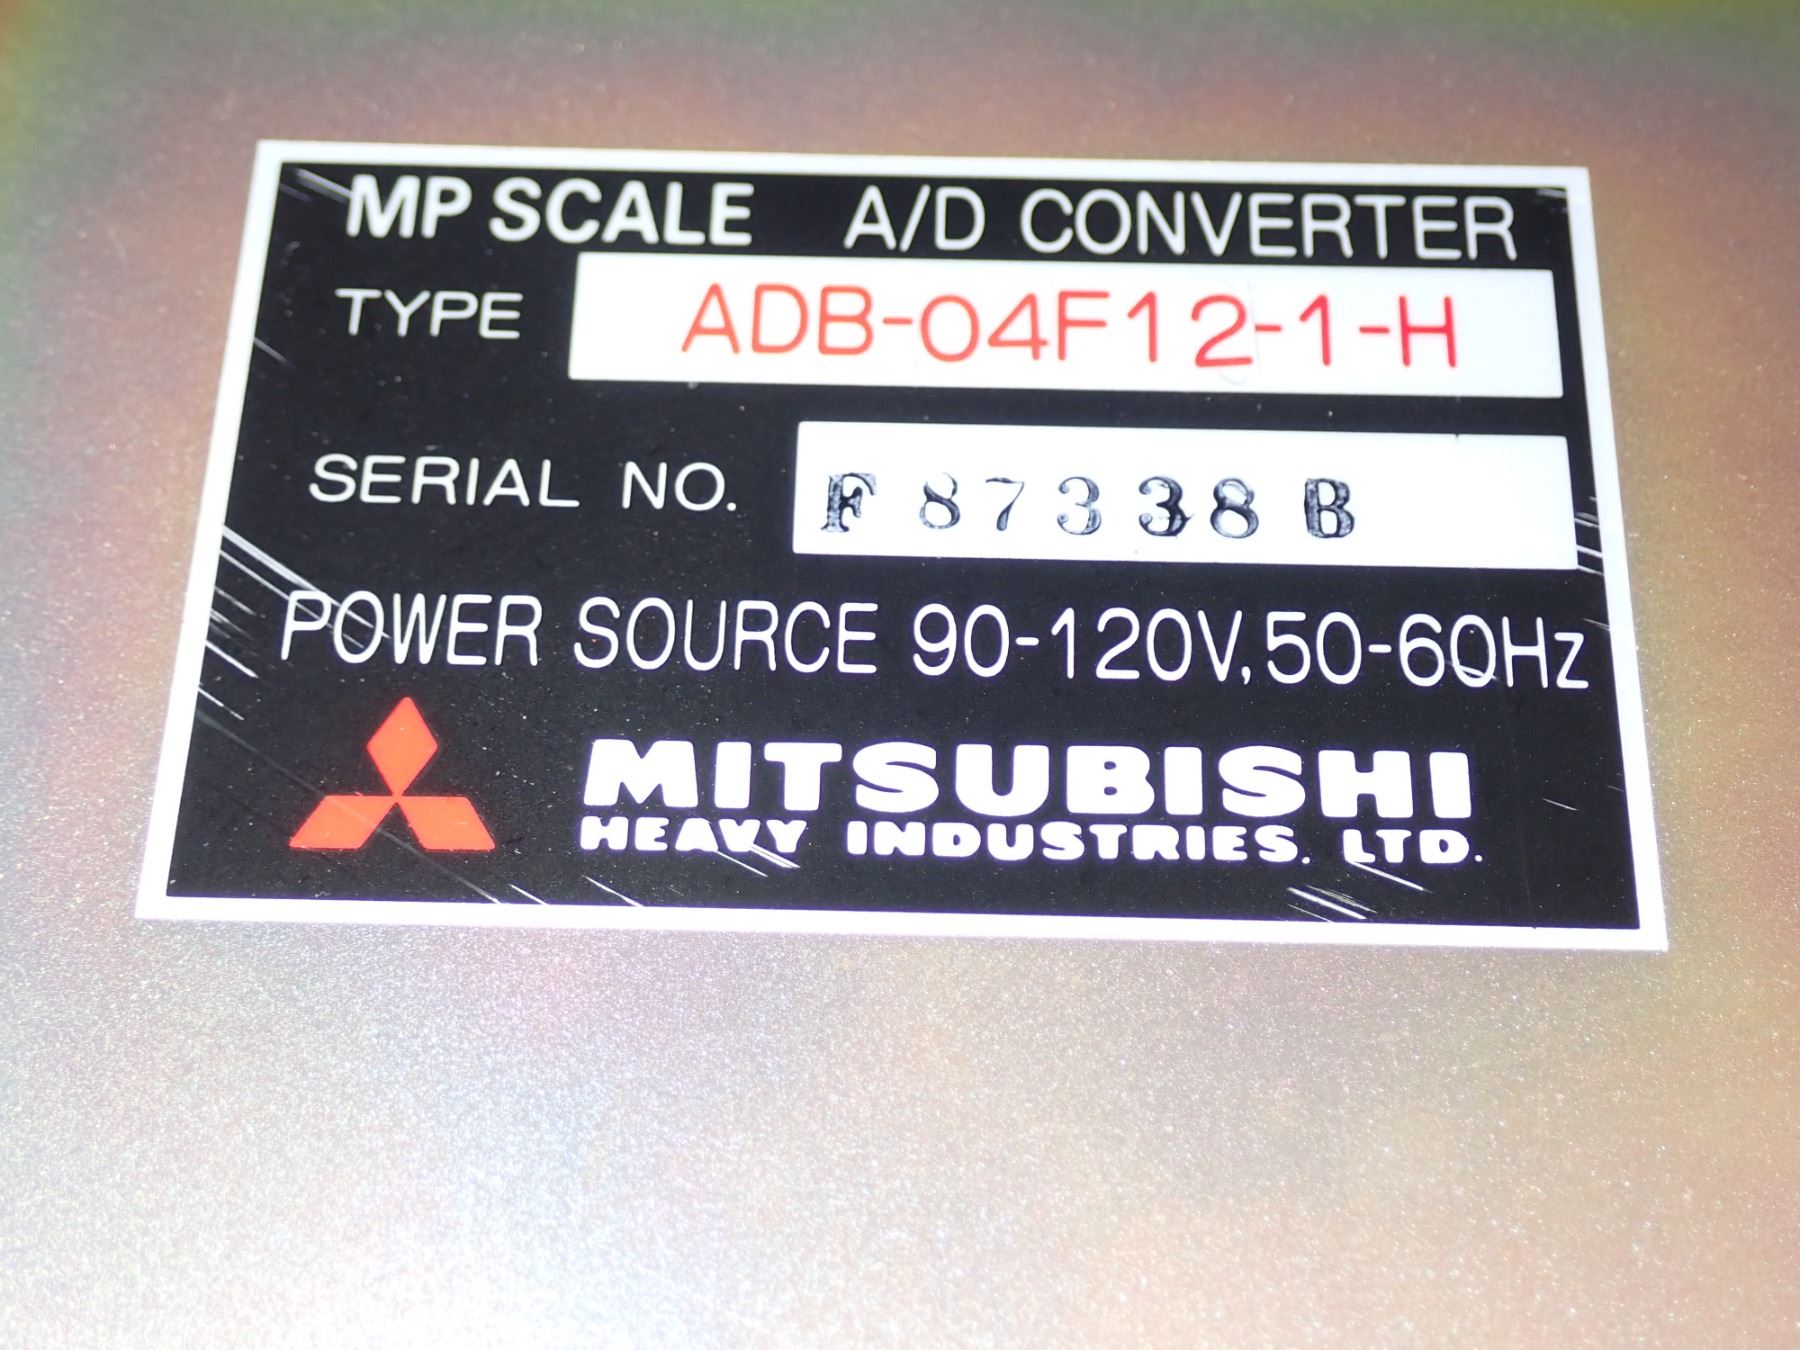 MP SCALE A/D CONVERTER
TYPE ADB-04F12-1-H
SERIAL NO. F87338B
POWER SOURCE 90-120V, 50-60Hz
MITSUBISHI
HEAVY INDUSTRIES. LTD.